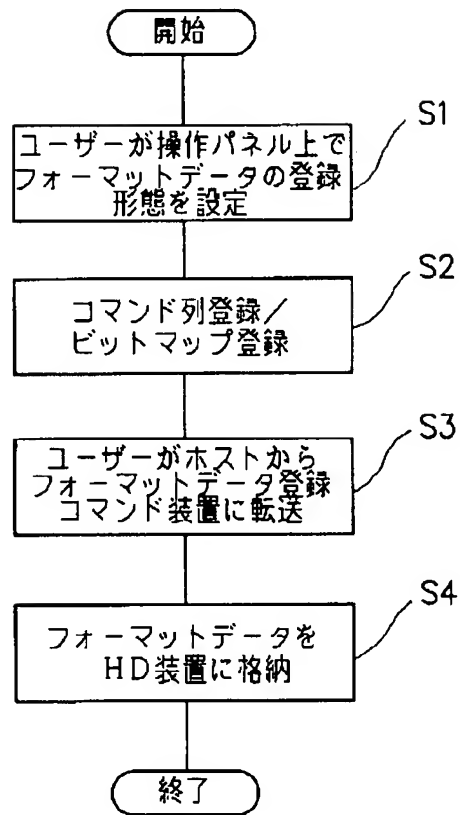 開始
S1
ユーザーが操作パネル上で
フォーマットデータの登録
形態を設定
S2
コマンド列登録／
ビットマップ登録
S3
ユーザーがホストから
フォーマットデータ登録
コマンド装置に転送
S4
フォーマットデータを
HD装置に格納
終了